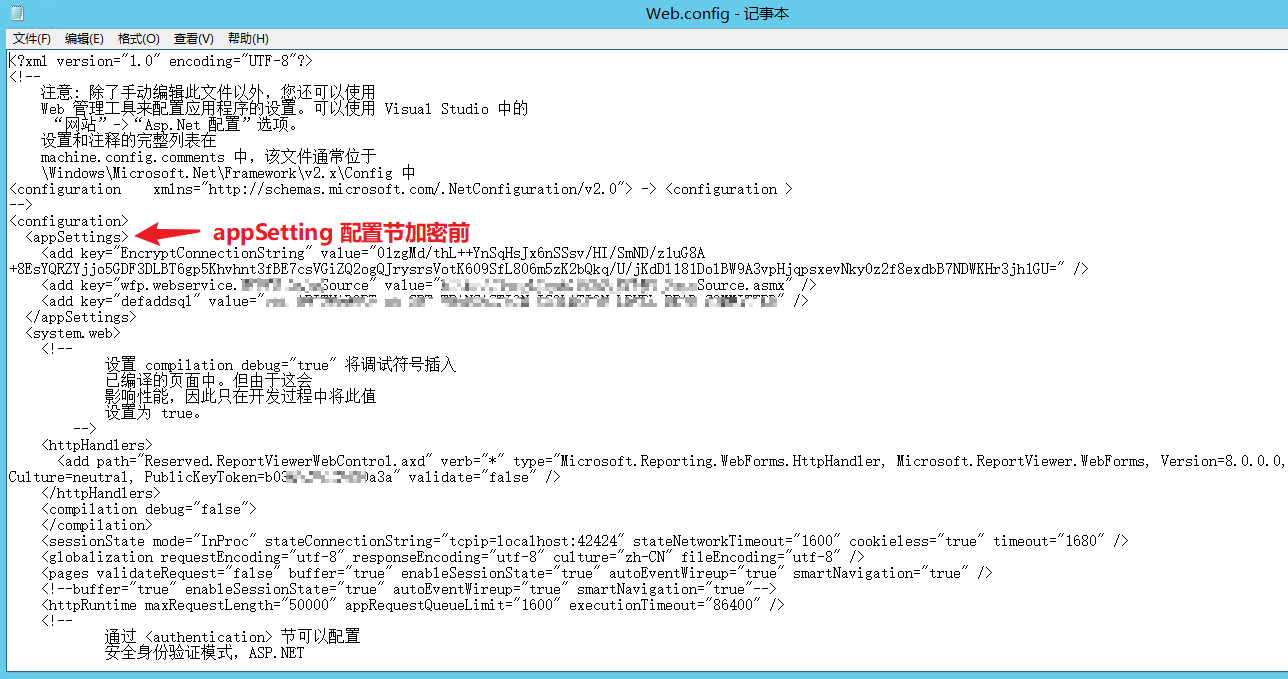 Web.config - 记事本
文件(F) 编辑(E) 格式(O) 查看(V) 帮助(H)
<?xml version="1.0" encoding="UTF-8"?>
<!--
注意: 除了手动编辑此文件以外，您还可以使用
Web 管理工具来配置应用程序的设置。可以使用 Visual Studio 中的
“网站”->“Asp.Net 配置”选项。
设置和注释的完整列表在
machine.config.comments 中，该文件通常位于
\Windows\Microsoft.Net\Framework\v2.x\Config 中
<configuration    xmlns="http://schemas.microsoft.com/.NetConfiguration/v2.0"> -> <configuration >
-->
<configuration>
<appSettings> appSetting 配置节加密前
<add key="EncryptConnectionString" value="01zgMd/thL++YnSqHsJx6nSSsv/HI/SmND/z1uG8A
+8EsYQRZYjjo5GDF3DLBT6gp5Khvhnt3fBE7csVGiZQ2ogQJrysrsVotK609SfL806m5zK2bQkq/U/jKdD1181Do1BW9A3vpHjqpsxevNky0z2f8exdbB7NDWKHr3jh1GU=" />
<add key="wfp.webservice. Source" value=" Source.asmx" />
<add key="defaddsql" value=" " />
</appSettings>
<system.web>
<!--
设置 compilation debug="true" 将调试符号插入
已编译的页面中。但由于这会
影响性能，因此只在开发过程中将此值
设置为 true。
-->
<httpHandlers>
<add path="Reserved.ReportViewerWebControl.axd" verb="*" type="Microsoft.Reporting.WebForms.HttpHandler, Microsoft.ReportViewer.WebForms, Version=8.0.0.0,
Culture=neutral, PublicKeyToken=b03 0a3a" validate="false" />
</httpHandlers>
<compilation debug="false">
</compilation>
<sessionState mode="InProc" stateConnectionString="tcpip=localhost:42424" stateNetworkTimeout="1600" cookieless="true" timeout="1680" />
<globalization requestEncoding="utf-8" responseEncoding="utf-8" culture="zh-CN" fileEncoding="utf-8" />
<pages validateRequest="false" buffer="true" enableSessionState="true" autoEventWireup="true" smartNavigation="true" />
<!--buffer="true" enableSessionState="true" autoEventWireup="true" smartNavigation="true"-->
<httpRuntime maxRequestLength="50000" appRequestQueueLimit="1600" executionTimeout="86400" />
<!--
通过 <authentication> 节可以配置
安全身份验证模式，ASP.NET